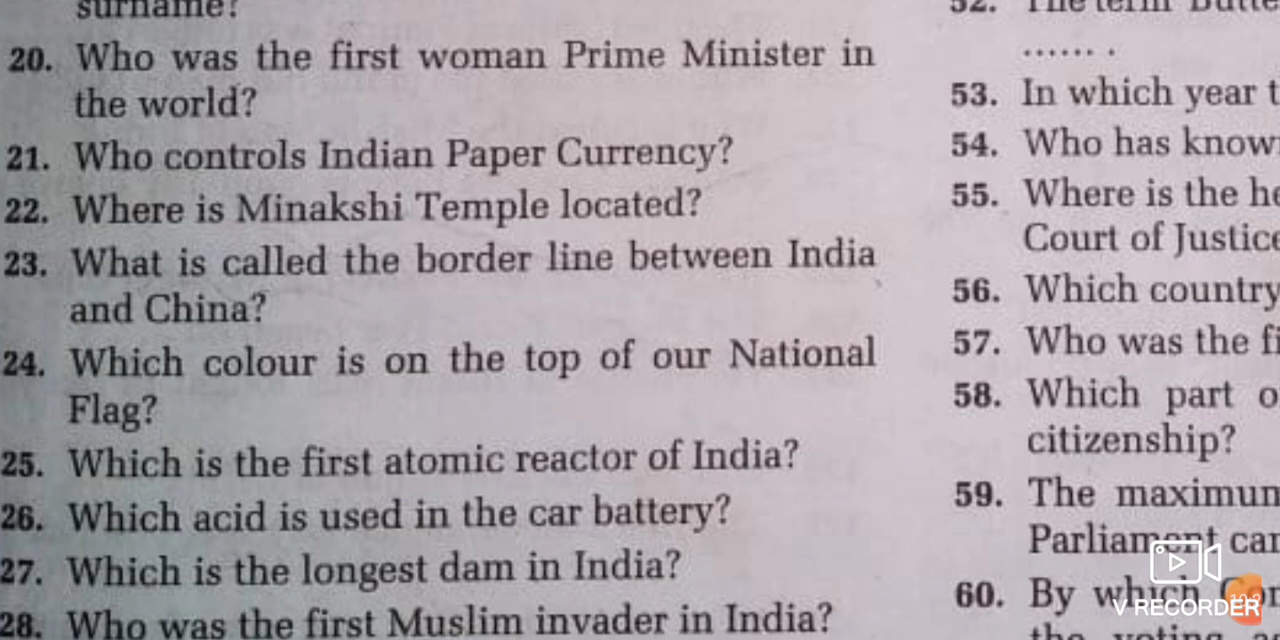 surname?
20. Who was the first woman Prime Minister in
the world?
21. Who controls Indian Paper Currency?
22. Where is Minakshi Temple located?
23. What is called the border line between India
and China?
24. Which colour is on the top of our National
Flag?
25. Which is the first atomic reactor of India?
26. Which acid is used in the car battery?
27. Which is the longest dam in India?
28. Who was the first Muslim invader in India?
52. The term
....... .
53. In which year
54. Who has
55. Where is the
Court of Justice
56. Which country
57. Who was the
58. Which part
citizenship?
59. The
Parliament
60. By which
the voting
V RECORDER